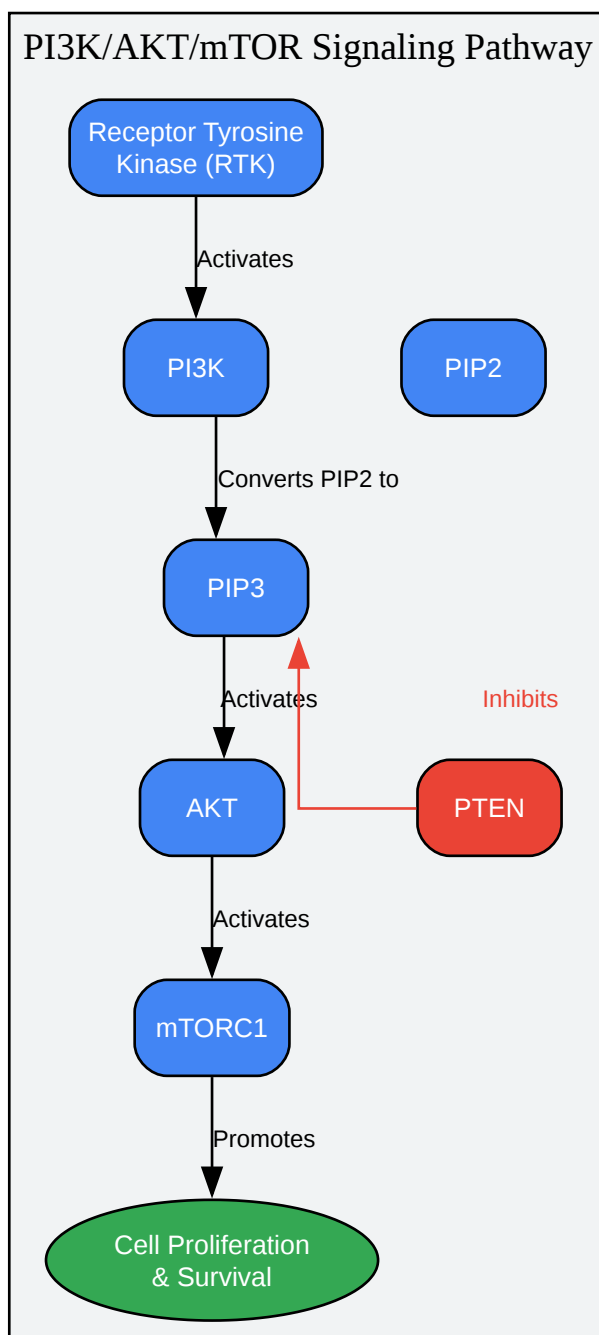 PI3K/AKT/mTOR Signaling Pathway
Receptor Tyrosine
Kinase (RTK)
Activates
PI3K
PIP2
Converts PIP2 to
PIP3
Activates
Inhibits
AKT
PTEN
Activates
mTORC1
Promotes
Cell Proliferation
& Survival